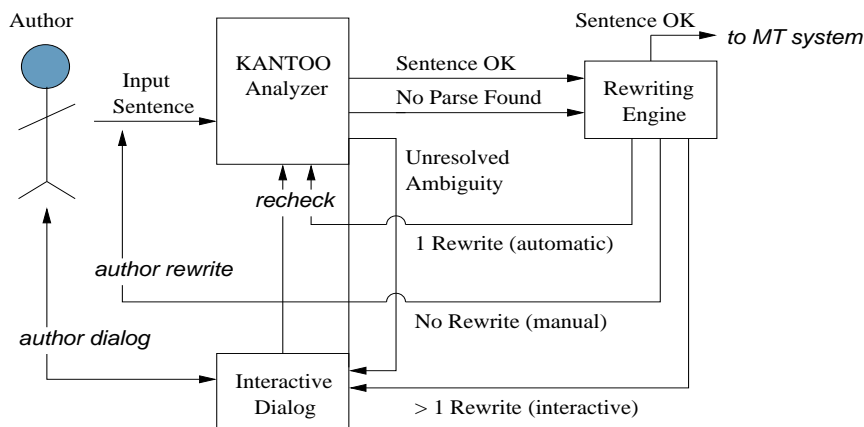 Author
Sentence OK
to MT system
KANTOO
Analyzer
Input
Sentence
Sentence OK
No Parse Found
Rewriting
Engine
Unresolved
Ambiguity
recheck
1 Rewrite (automatic)
author rewrite
No Rewrite (manual)
author dialog
Interactive
Dialog
> 1 Rewrite (interactive)